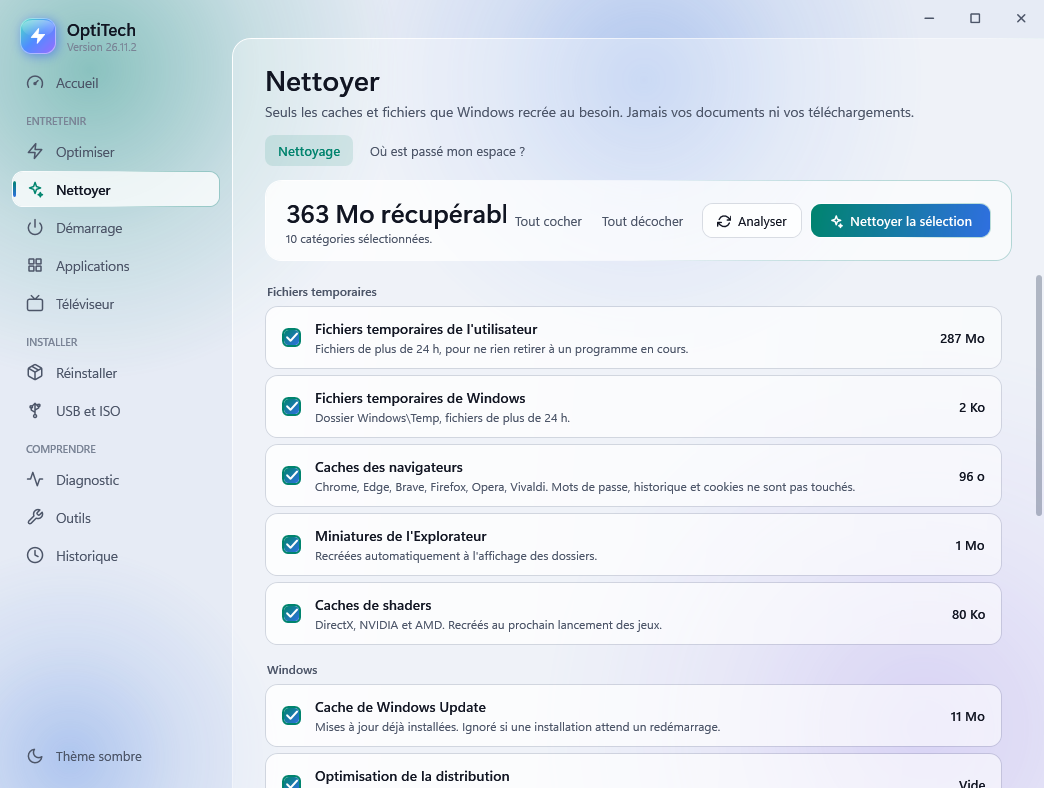 OptiTech
Version 26.11.2
Accueil
ENTRETENIR
Optimiser
Nettoyer
Démarrage
Applications
Téléviseur
INSTALLER
Réinstaller
USB et ISO
COMPRENDRE
Diagnostic
Outils
Historique
Thème sombre
Nettoyer
Seuls les caches et fichiers que Windows recrée au besoin. Jamais vos documents ni vos téléchargements.
Nettoyage
Où est passé mon espace ?
363 Mo récupérabl
10 catégories sélectionnées.
Tout cocher
Tout décocher
Analyser
Nettoyer la sélection
Fichiers temporaires
Fichiers temporaires de l'utilisateur
Fichiers de plus de 24 h, pour ne rien retirer à un programme en cours.
287 Mo
Fichiers temporaires de Windows
Dossier Windows\Temp, fichiers de plus de 24 h.
2 Ko
Caches des navigateurs
Chrome, Edge, Brave, Firefox, Opera, Vivaldi. Mots de passe, historique et cookies ne sont pas touchés.
96 o
Miniatures de l'Explorateur
Recréées automatiquement à l'affichage des dossiers.
1 Mo
Caches de shaders
DirectX, NVIDIA et AMD. Recréés au prochain lancement des jeux.
80 Ko
Windows
Cache de Windows Update
Mises à jour déjà installées. Ignoré si une installation attend un redémarrage.
11 Mo
Optimisation de la distribution
Vide